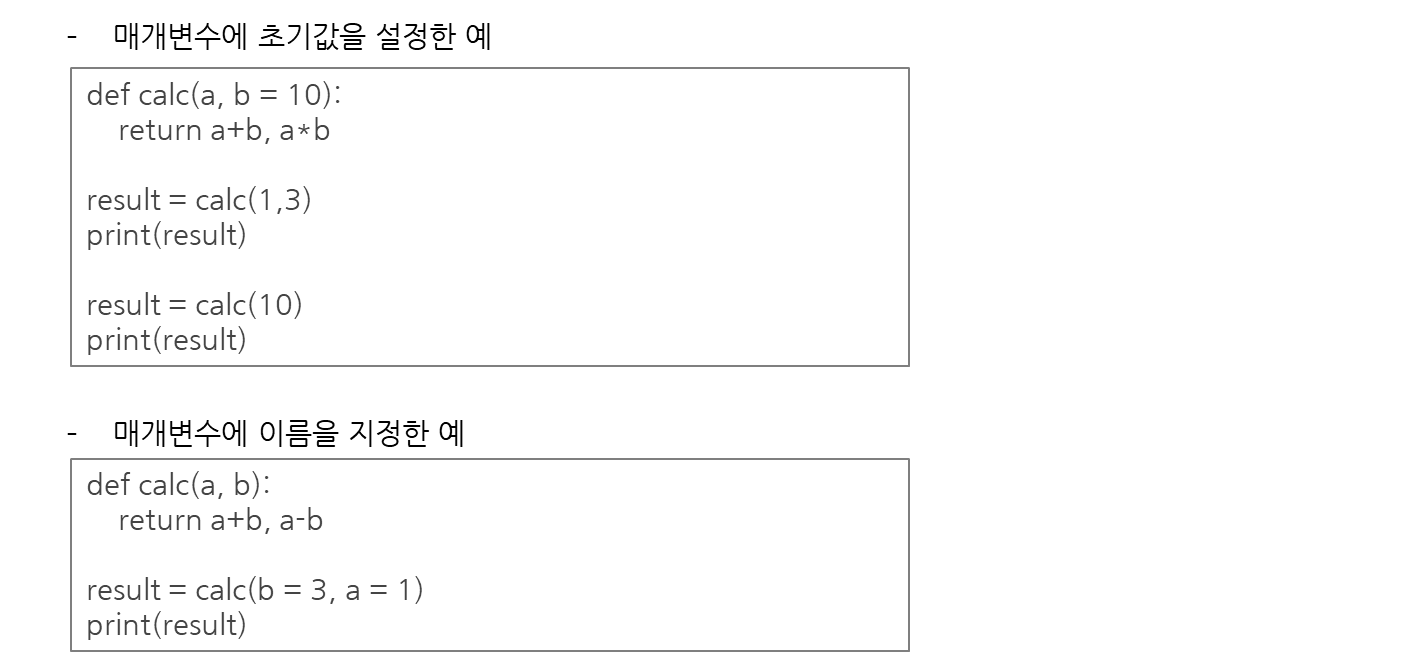 - 매개변수에 초기값을 설정한 예
def calc(a, b = 10):
    return a+b, a*b
result = calc(1,3)
print(result)
result = calc(10)
print(result)
- 매개변수에 이름을 지정한 예
def calc(a, b):
    return a+b, a-b
result = calc(b = 3, a = 1)
print(result)